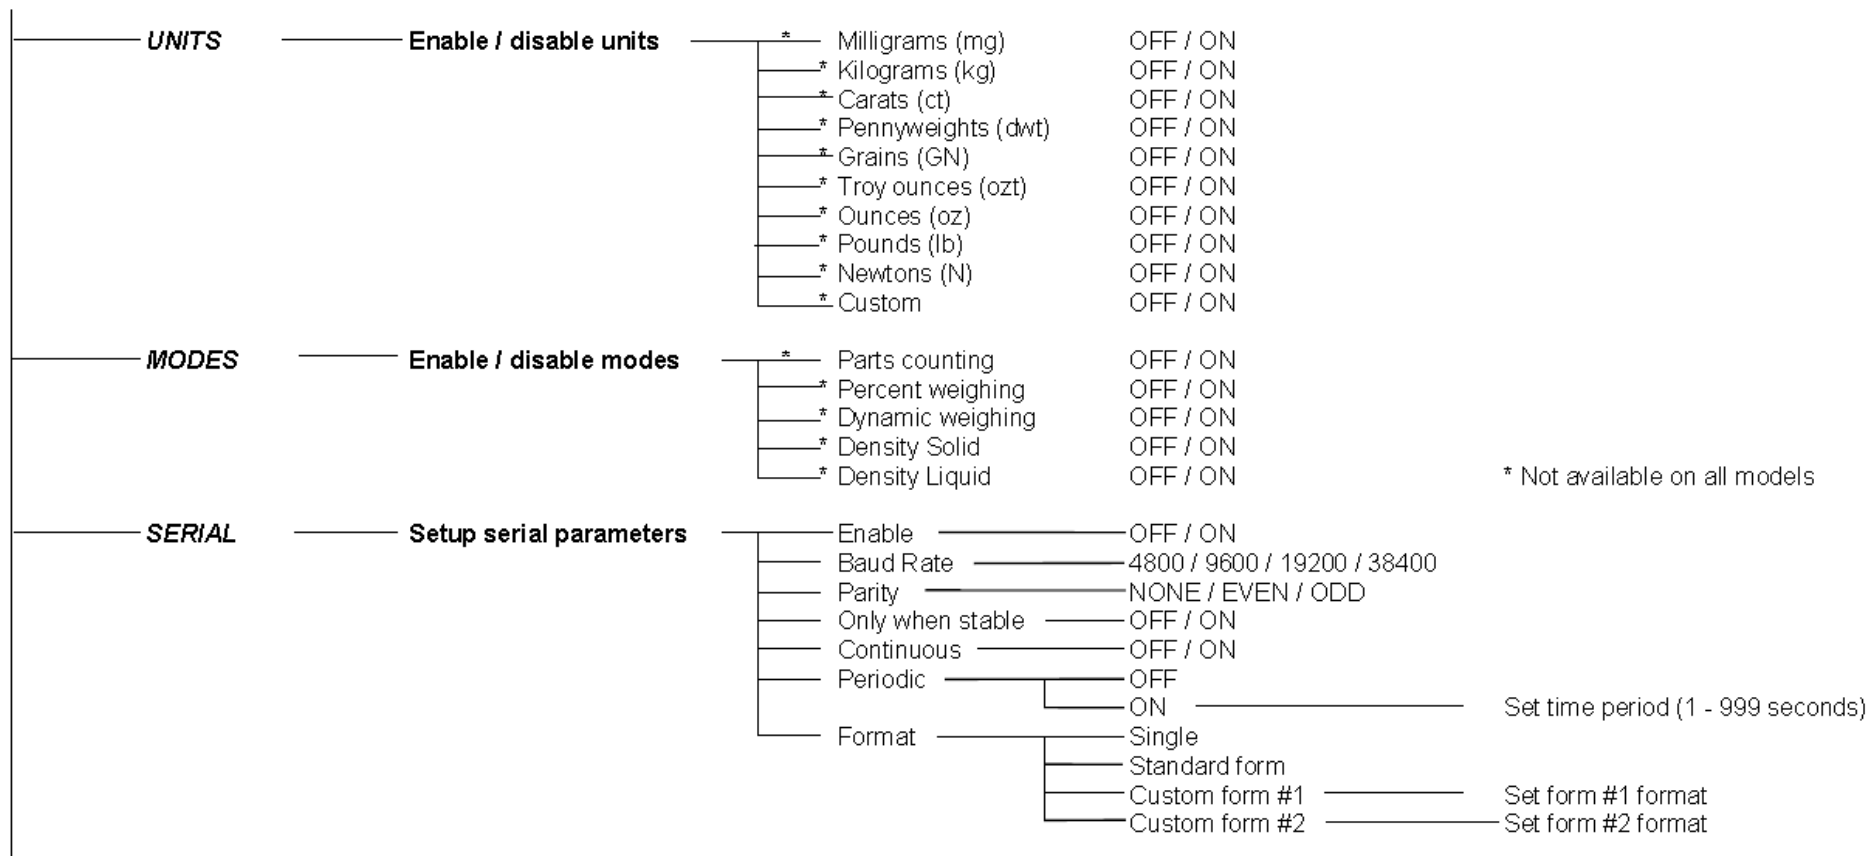 UNITS Enable / disable units * Milligrams (mg) OFF / ON
* Kilograms (kg) OFF / ON
* Carats (ct) OFF / ON
* Pennyweights (dwt) OFF / ON
* Grains (GN) OFF / ON
* Troy ounces (ozt) OFF / ON
* Ounces (oz) OFF / ON
* Pounds (lb) OFF / ON
* Newtons (N) OFF / ON
* Custom OFF / ON
MODES Enable / disable modes * Parts counting OFF / ON
* Percent weighing OFF / ON
* Dynamic weighing OFF / ON
* Density Solid OFF / ON
* Density Liquid OFF / ON * Not available on all models
SERIAL Setup serial parameters Enable OFF / ON
Baud Rate 4800 / 9600 / 19200 / 38400
Parity NONE / EVEN / ODD
Only when stable OFF / ON
Continuous OFF / ON
Periodic OFF
ON Set time period (1 - 999 seconds)
Format Single
Standard form
Custom form #1 Set form #1 format
Custom form #2 Set form #2 format